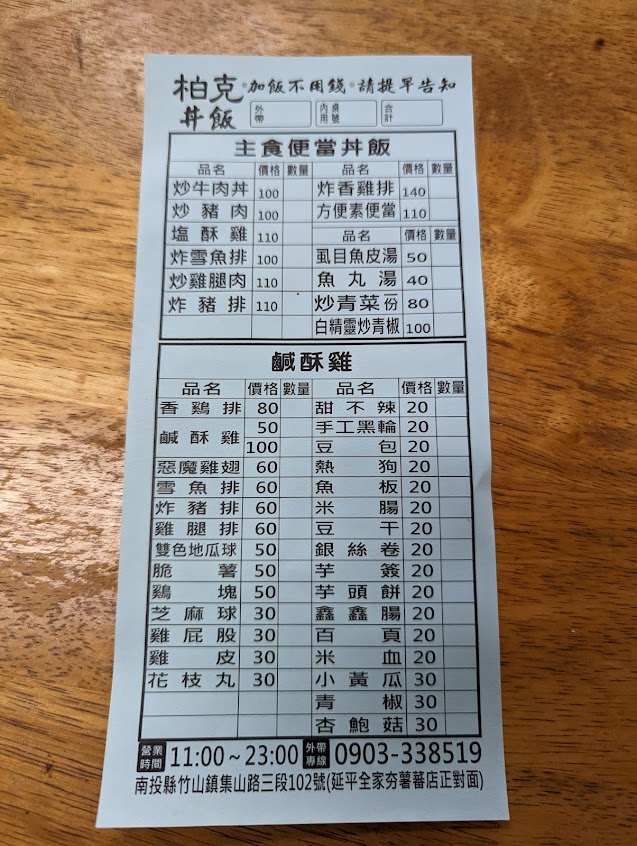 柏克 加飯不用錢 請提早告知
丼飯 外帶 內用 桌號 合計
主食便當丼飯
品名 價格 數量 品名 價格 數量
炒牛肉丼 100 炸香雞排 140
炒豬肉 100 方便素便當 110
塩酥雞 110 品名 價格 數量
炸雪魚排 100 虱目魚皮湯 50
炒雞腿肉 110 魚丸湯 40
炸豬排 110 炒青菜一份 80
白精靈炒青椒 100
鹹酥雞
品名 價格 數量 品名 價格 數量
香鷄排 80 甜不辣 20
鹹酥雞 50 手工黑輪 20
100 豆包 20
惡魔雞翅 60 熱狗 20
雪魚排 60 魚板 20
炸豬排 60 米腸 20
雞腿排 60 豆干 20
雙色地瓜球 50 銀絲卷 20
脆薯 50 芋簽 20
鷄塊 50 芋頭餅 20
芝麻球 30 鑫鑫腸 20
雞屁股 30 百頁 20
雞皮 30 米血 20
花枝丸 30 小黃瓜 30
青椒 30
杏鮑菇 30
營業時間 11:00~23:00 外帶專線 0903-338519
南投縣竹山鎮集山路三段102號(延平全家夯薯蕃店正對面)